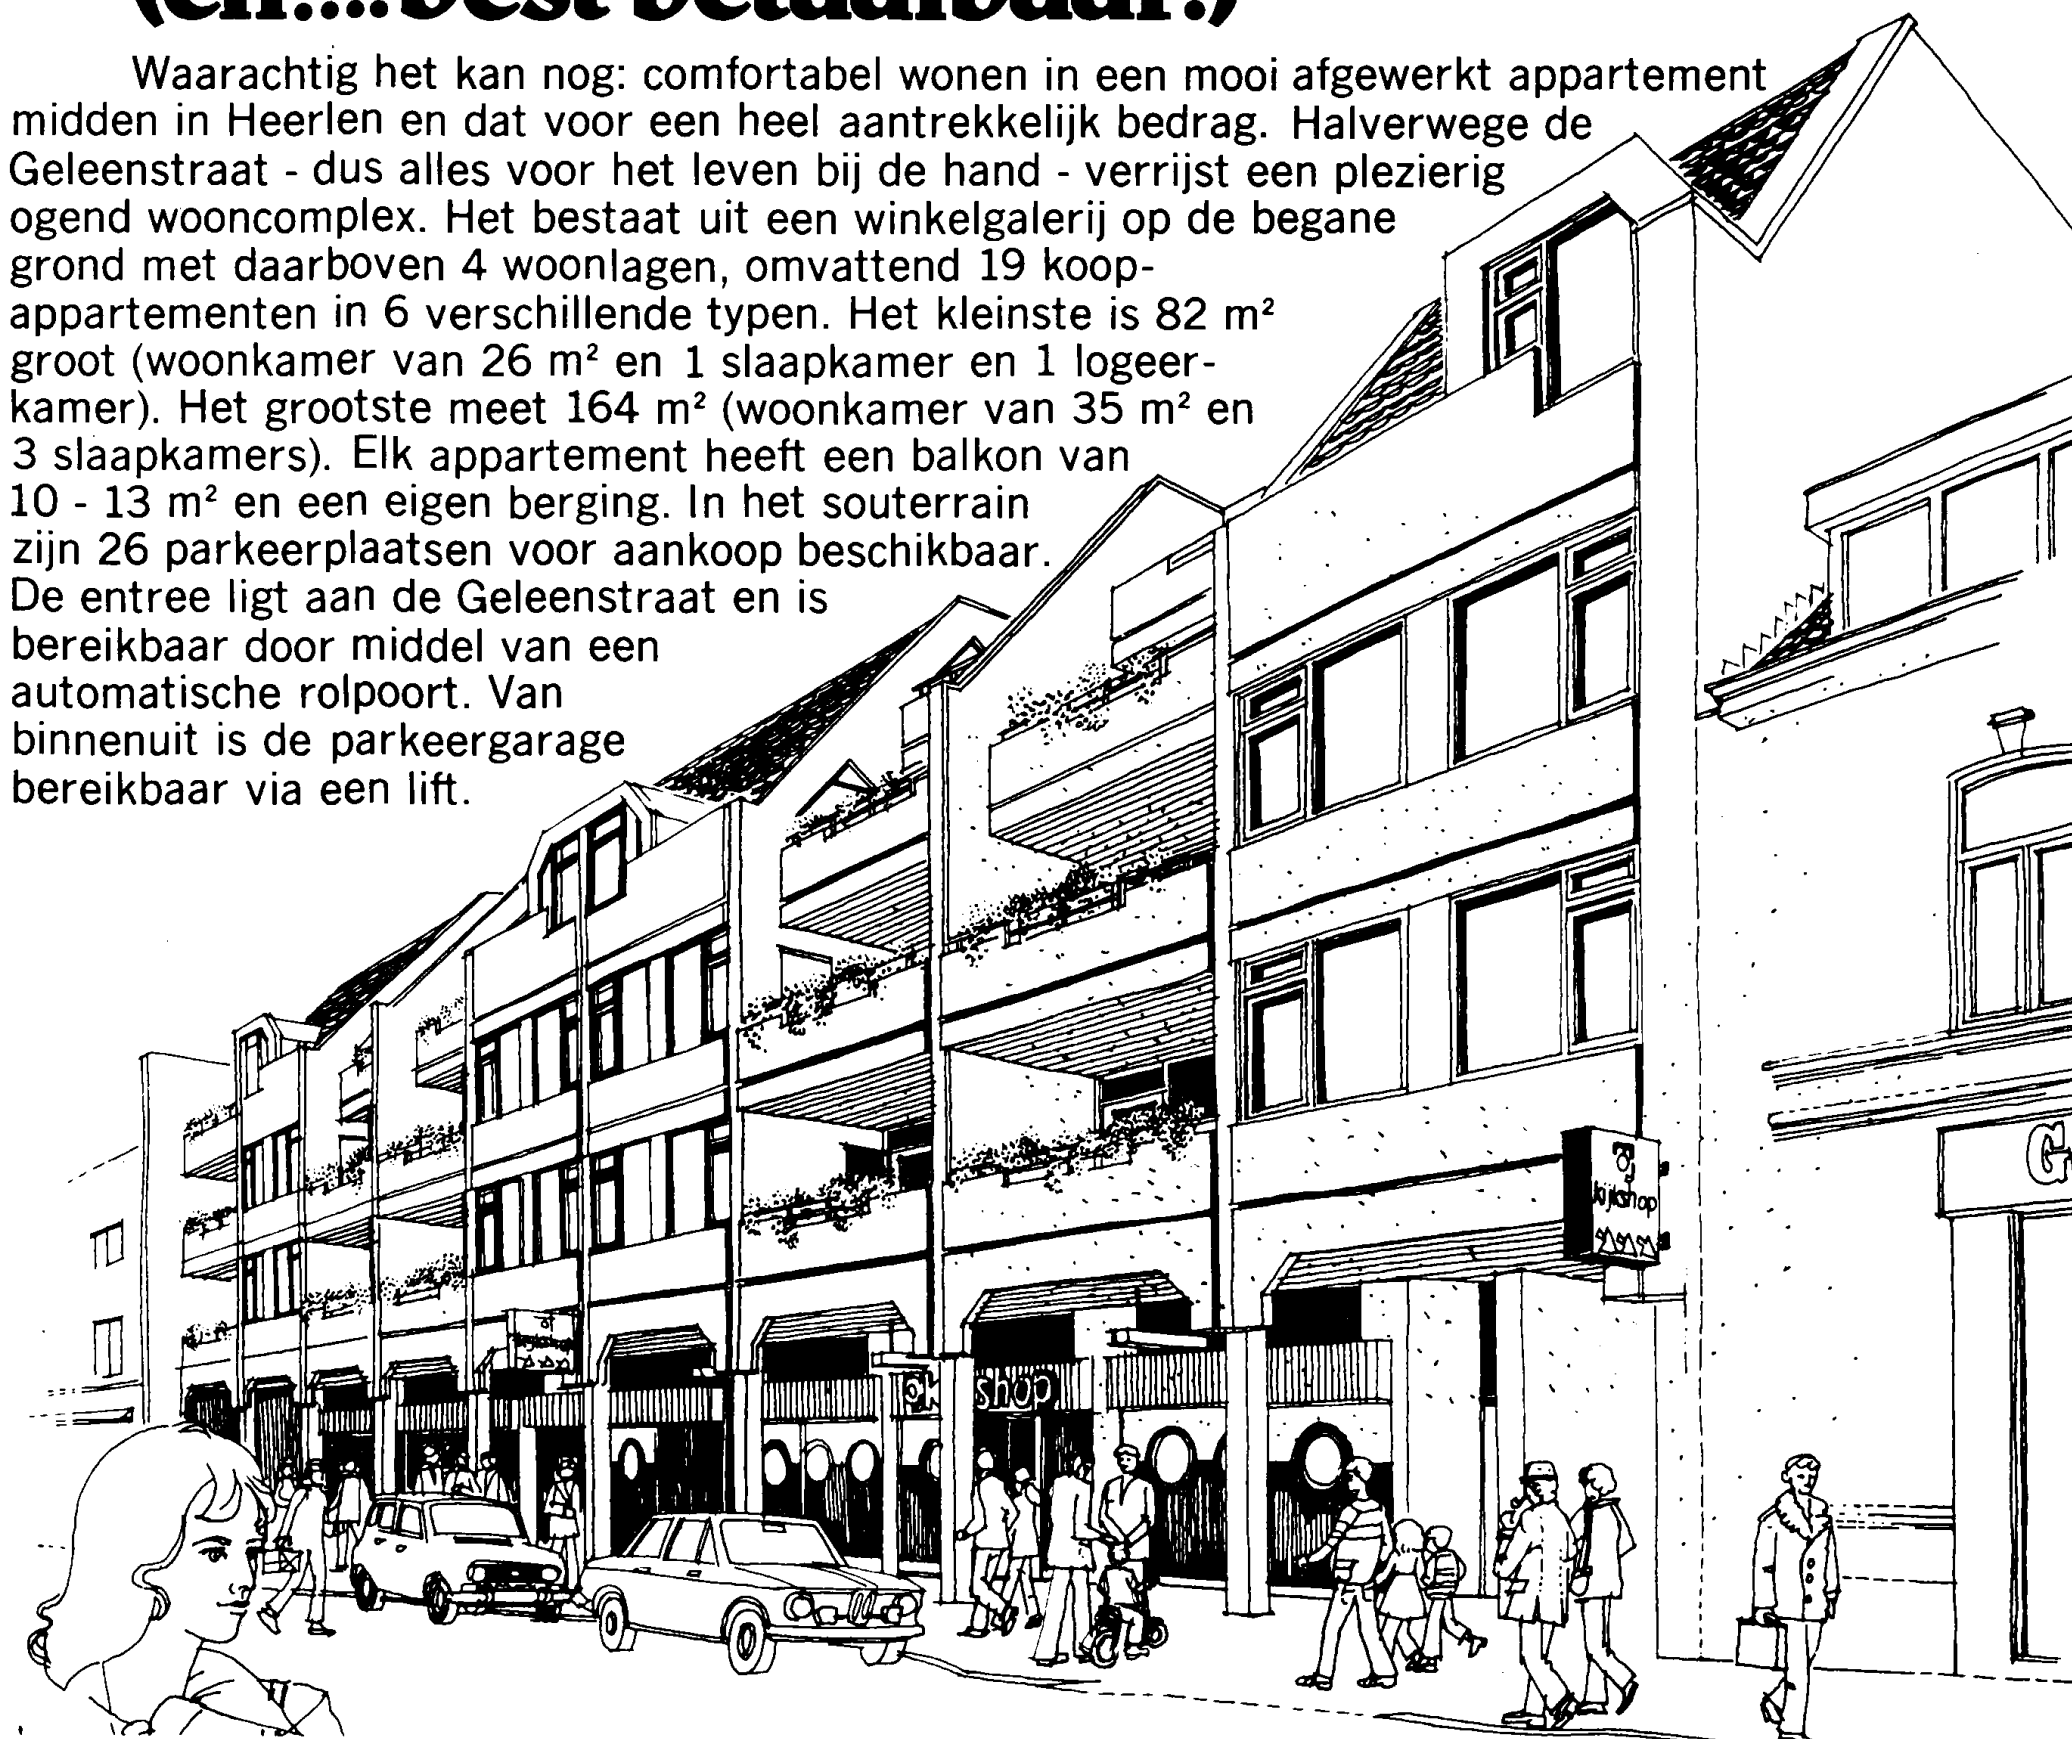 (en....best betaalbaar!)
Waarachtig het kan nog: comfortabel wonen in een mooi afgewerkt appartement
midden in Heerlen en dat voor een heel aantrekkelijk bedrag. Halverwege de
Geleenstraat - dus alles voor het leven bij de hand - verrijst een plezierig
ogend wooncomplex. Het bestaat uit een winkelgalerij op de begane
grond met daarboven 4 woonlagen, omvattend 19 koop-
appartementen in 6 verschillende typen. Het kleinste is 82 m²
groot (woonkamer van 26 m² en 1 slaapkamer en 1 logeer-
kamer). Het grootste meet 164 m² (woonkamer van 35 m² en
3 slaapkamers). Elk appartement heeft een balkon van
10 - 13 m² en een eigen berging. In het souterrain
zijn 26 parkeerplaatsen voor aankoop beschikbaar.
De entree ligt aan de Geleenstraat en is
bereikbaar door middel van een
automatische rolpoort. Van
binnenuit is de parkeergarage
bereikbaar via een lift.
G
shop